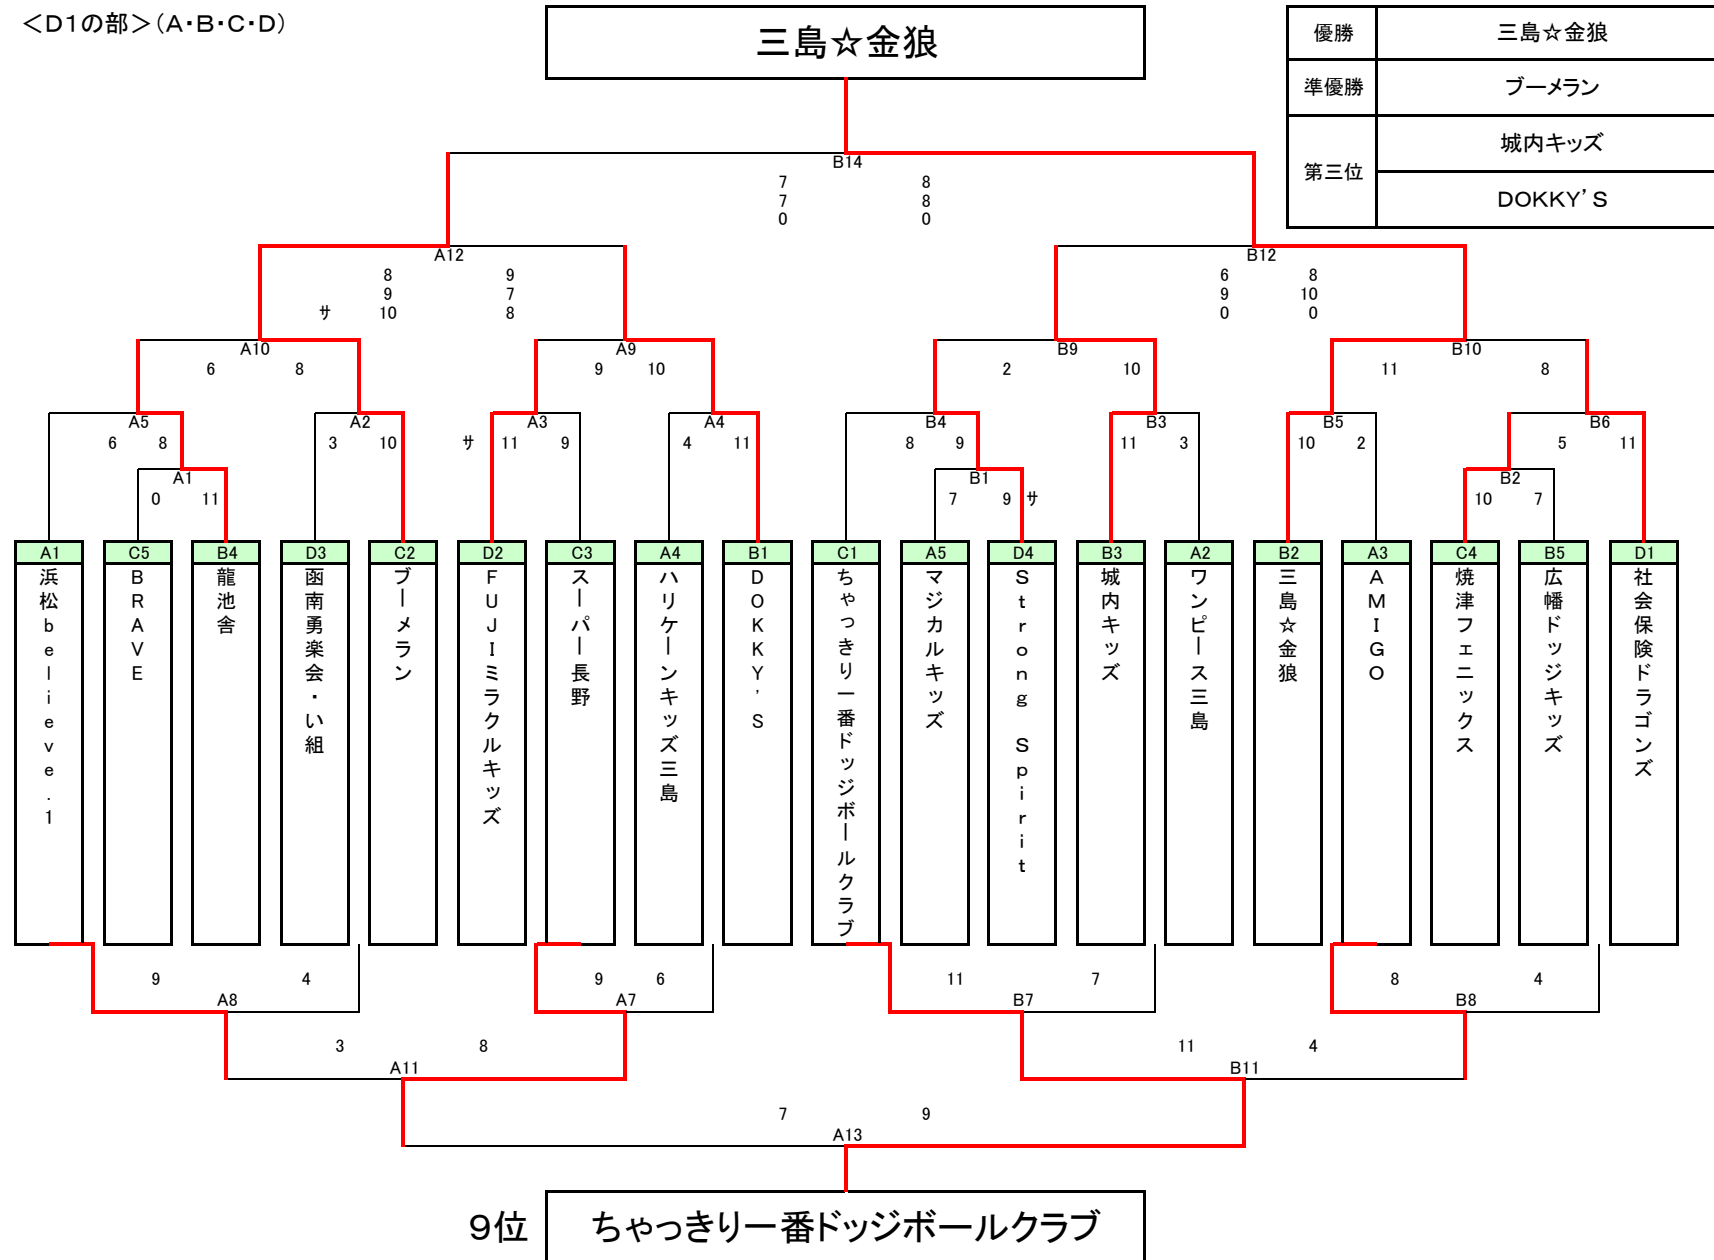 ＜D1の部＞(A・B・C・D)
三島☆金狼
優勝 三島☆金狼
準優勝 ブーメラン
第三位 城内キッズ
DOKKY'S
B14
7 8
7 8
0 0
A12 B12
8 9 6 8
9 7 9 10
サ 10 8 0 0
A10 A9 B9 B10
6 8 9 10 2 10 11 8
A5 A2 A3 A4 B4 B3 B5 B6
6 8 3 10 サ 11 9 4 11 8 9 11 3 10 2 5 11
A1 B1 B2
0 11 7 9 サ 10 7
A1 C5 B4 D3 C2 D2 C3 A4 B1 C1 A5 D4 B3 A2 B2 A3 C4 B5 D1
浜松believe.1
BRAVE
龍池舎
函南勇楽会・い組
ブーメラン
FUJIミラクルキッズ
スーパー長野
ハリケーンキッズ三島
DOKKY'S
ちゃっきり一番ドッジボールクラブ
マジカルキッズ
Strong Spirit
城内キッズ
ワンピース三島
三島☆金狼
AMIGO
焼津フェニックス
広幡ドッジキッズ
社会保険ドラゴンズ
9 4 9 6 11 7 8 4
A8 A7 B7 B8
3 8 11 4
A11 B11
7 9
A13
9位 ちゃっきり一番ドッジボールクラブ